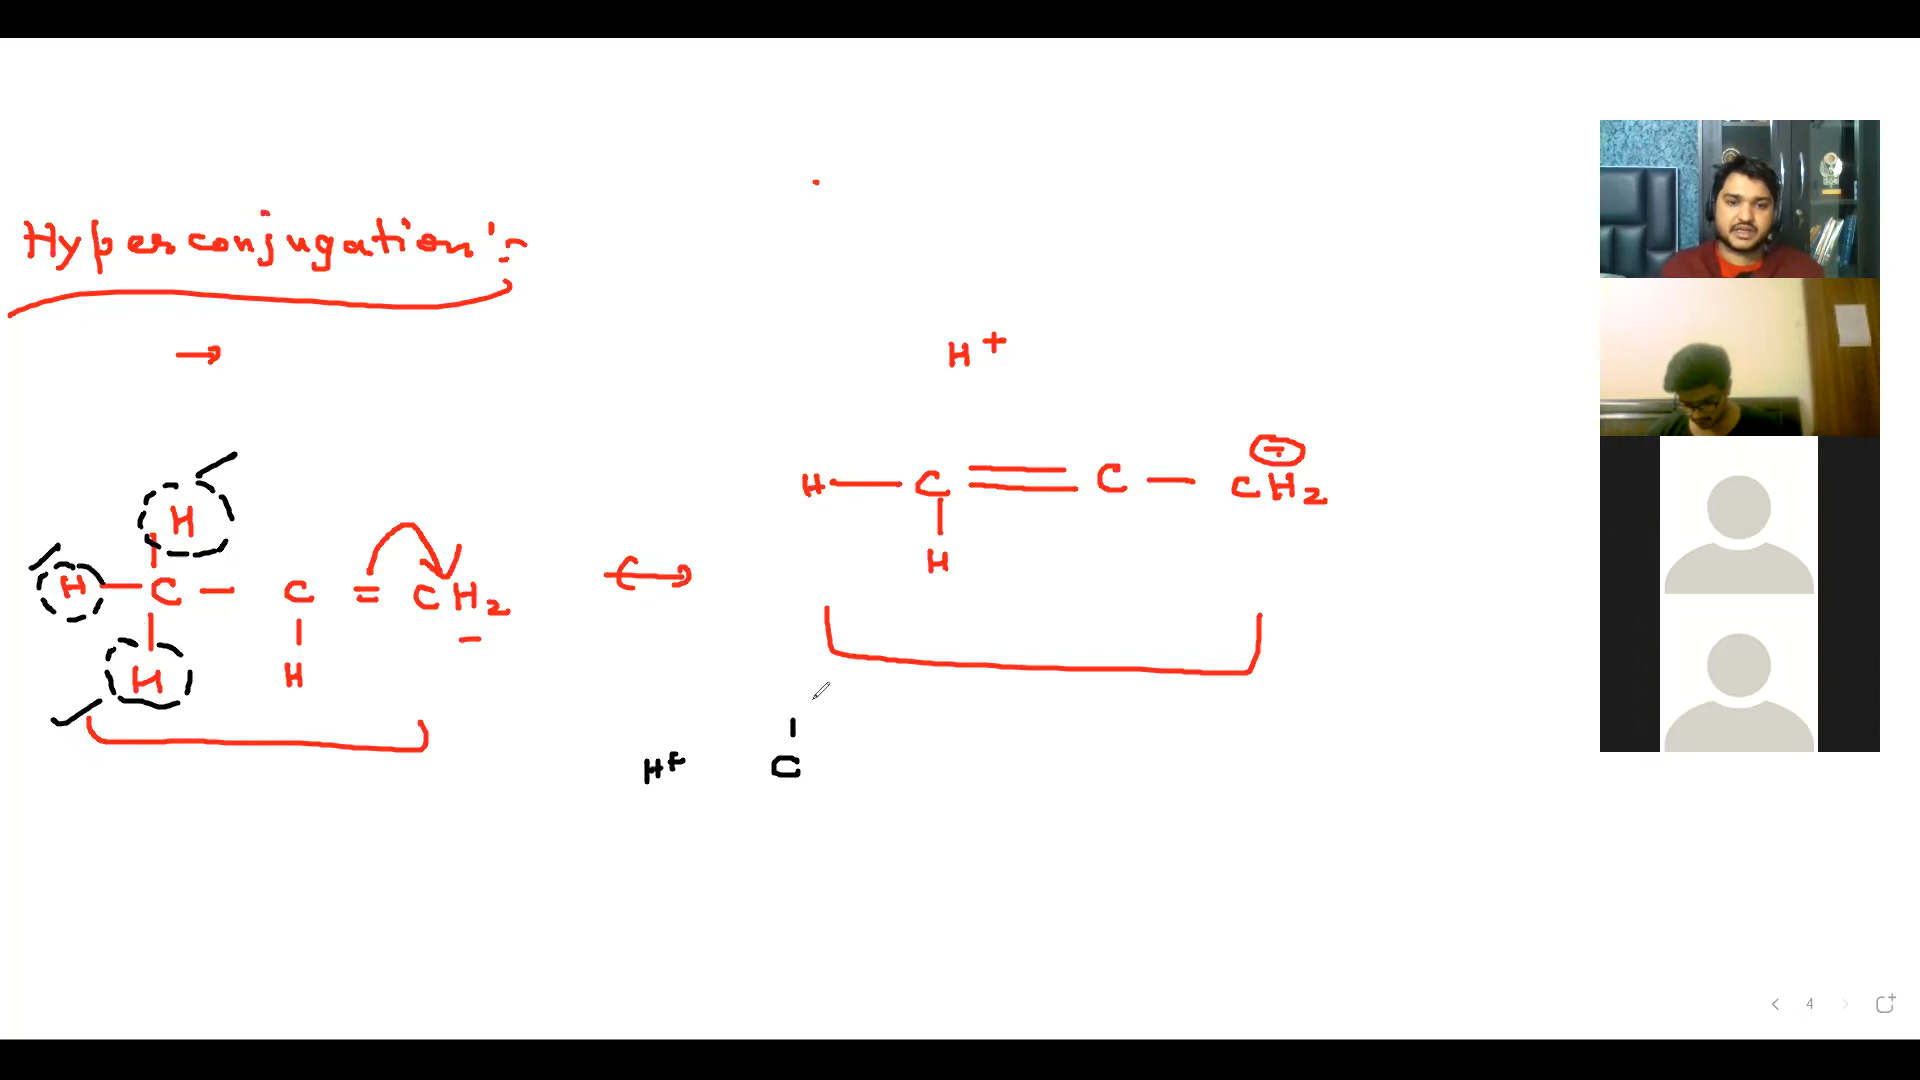 Hyperconjugation :-
→
H+
H — C = C — CH2
⊖
H
H
H — C — C = CH2
H H
↔
H+ C
4